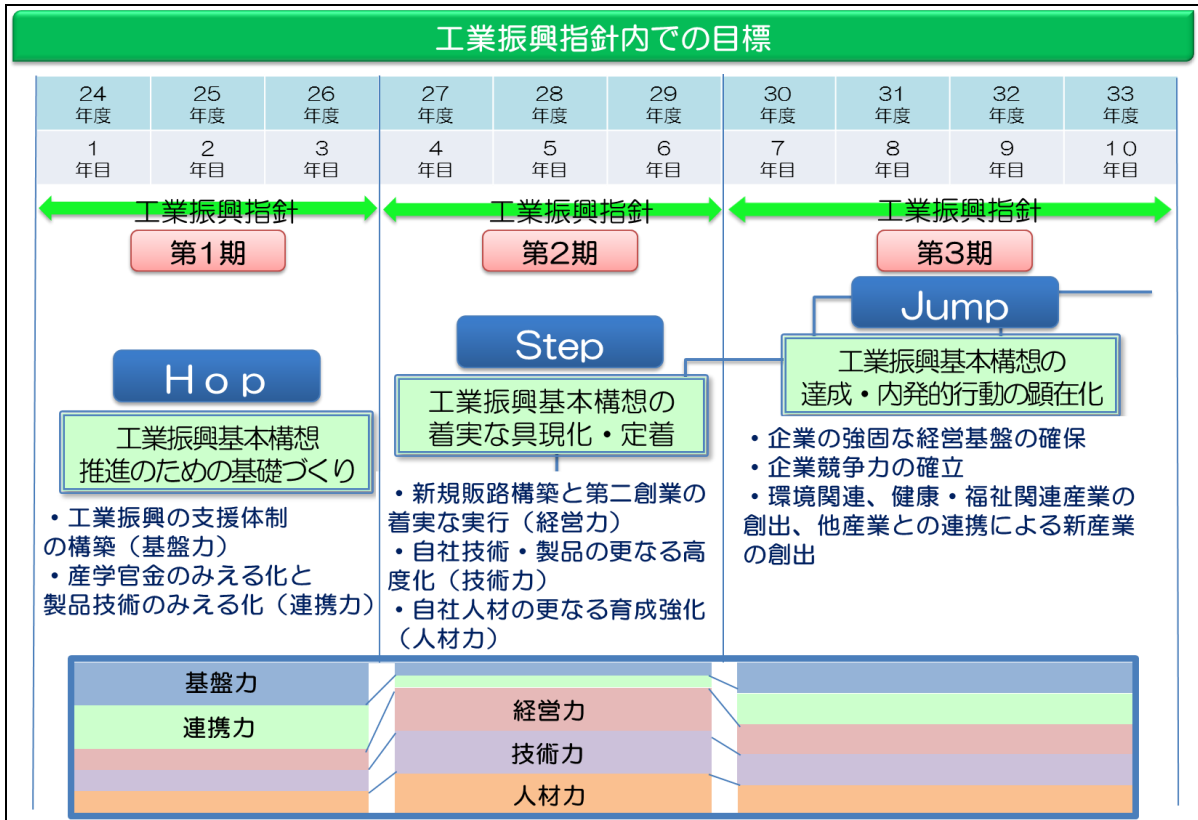 工業振興指針内での目標
24 25 26 27 28 29 30 31 32 33
年度 年度 年度 年度 年度 年度 年度 年度 年度 年度
1 2 3 4 5 6 7 8 9 10
年目 年目 年目 年目 年目 年目 年目 年目 年目 年目
工業振興指針 工業振興指針 工業振興指針
第1期 第2期 第3期
Hop
工業振興基本構想
推進のための基礎づくり
・工業振興の支援体制
の構築（基盤力）
・産学官金のみえる化と
製品技術のみえる化（連携力）
Step
工業振興基本構想の
着実な具現化・定着
・新規販路構築と第二創業の
着実な実行（経営力）
・自社技術・製品の更なる高
度化（技術力）
・自社人材の更なる育成強化
（人材力）
Jump
工業振興基本構想の
達成・内発的行動の顕在化
・企業の強固な経営基盤の確保
・企業競争力の確立
・環境関連、健康・福祉関連産業の
創出、他産業との連携による新産業
の創出
基盤力
連携力
経営力
技術力
人材力